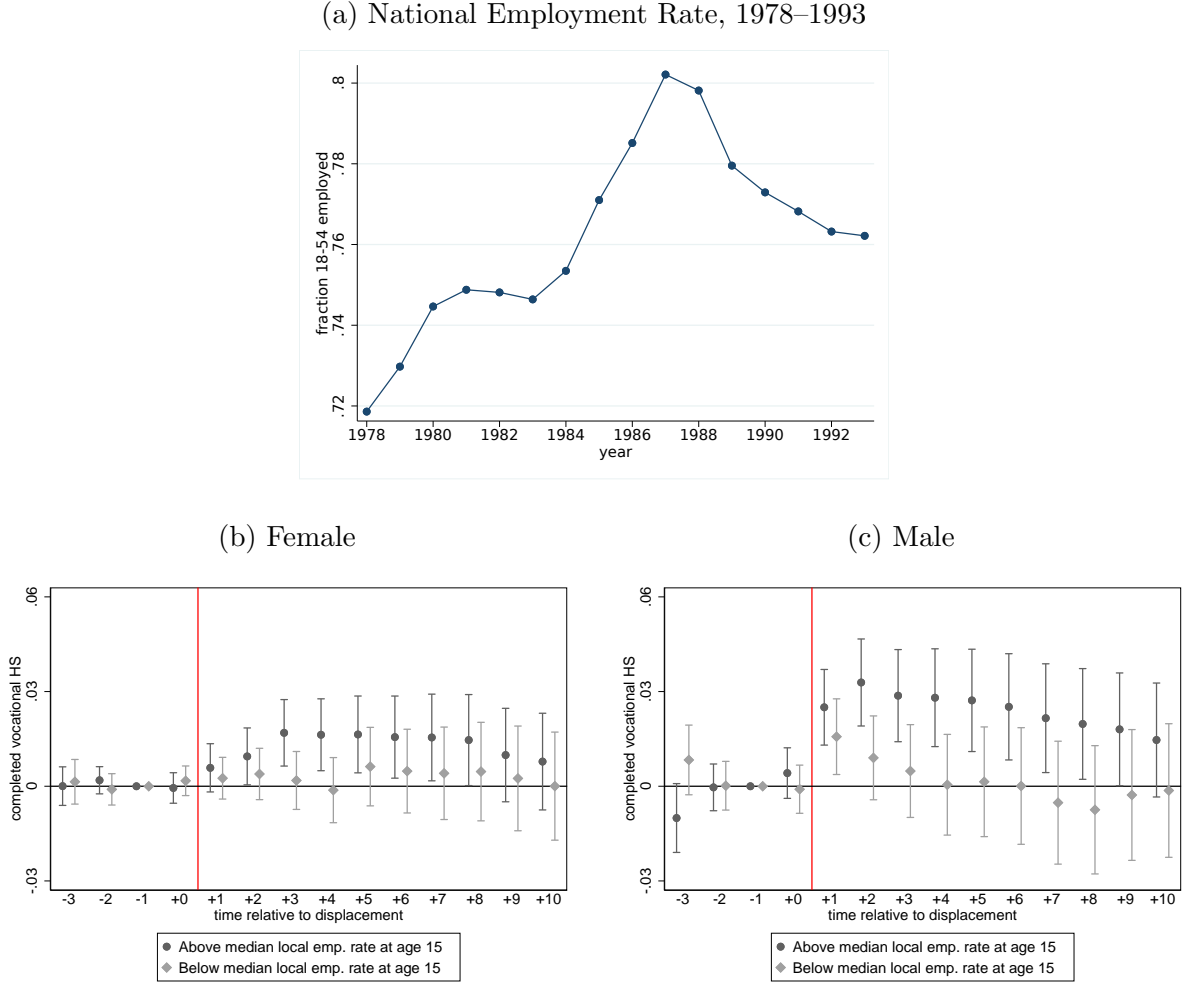 (a) National Employment Rate, 1978–1993
fraction 18-54 employed
.8
.78
.76
.74
.72
1978 1980 1982 1984 1986 1988 1990 1992
year
(b) Female
completed vocational HS
.06
.03
0
-.03
-3 -2 -1 +0 +1 +2 +3 +4 +5 +6 +7 +8 +9 +10
time relative to displacement
Above median local emp. rate at age 15
Below median local emp. rate at age 15
(c) Male
completed vocational HS
.06
.03
0
-.03
-3 -2 -1 +0 +1 +2 +3 +4 +5 +6 +7 +8 +9 +10
time relative to displacement
Above median local emp. rate at age 15
Below median local emp. rate at age 15